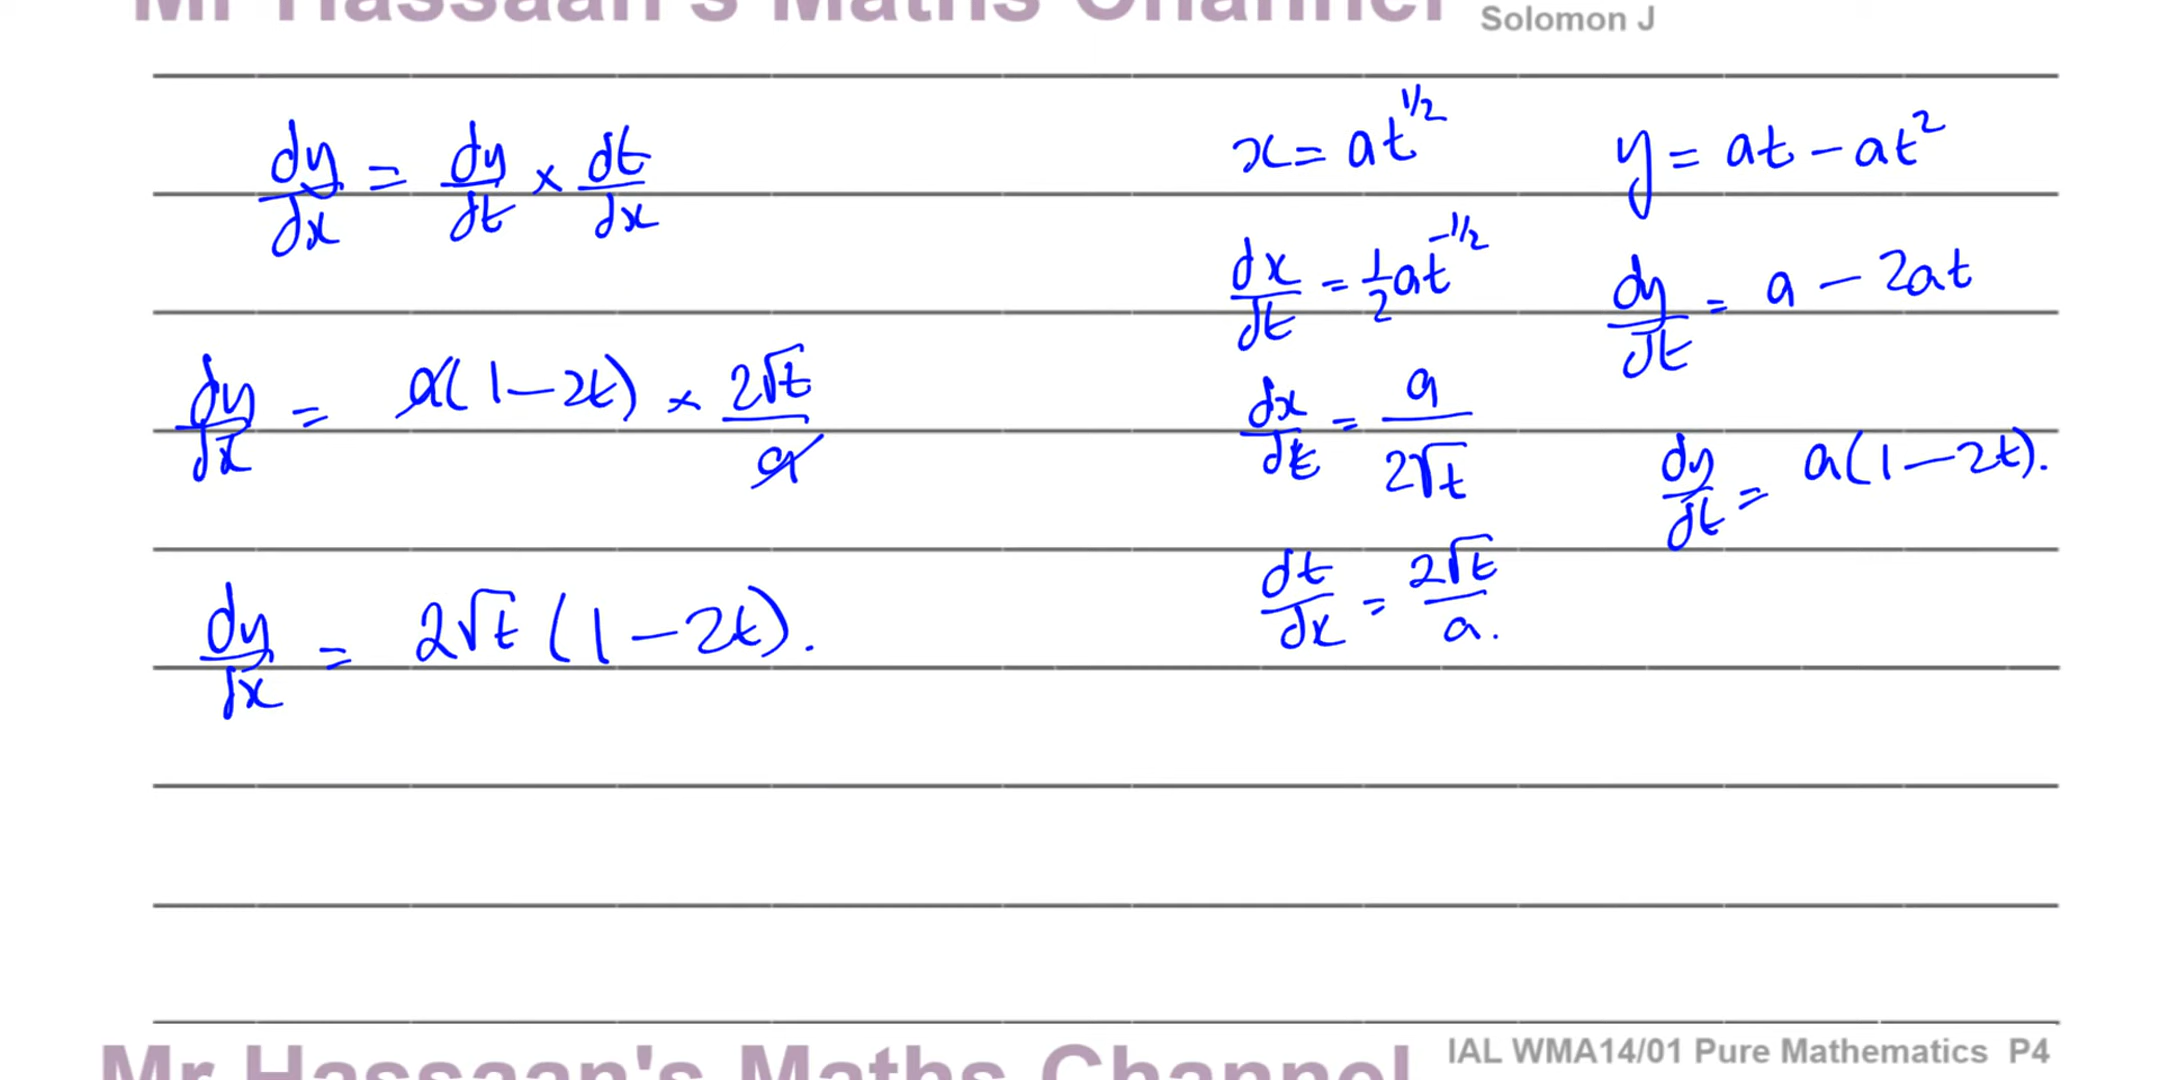 Mr Hassaan's Maths Channel
Solomon J
dy/dx = dy/dt × dt/dx
x = at^1/2
y = at − at²
dx/dt = 1/2 at^−1/2
dy/dt = a − 2at
dy/dx = a(1−2t) × 2√t/a
dx/dt = a/2√t
dy/dt = a(1−2t).
dy/dx = 2√t (1−2t).
dt/dx = 2√t/a.
Mr Hassaan's Maths Channel
IAL WMA14/01 Pure Mathematics P4